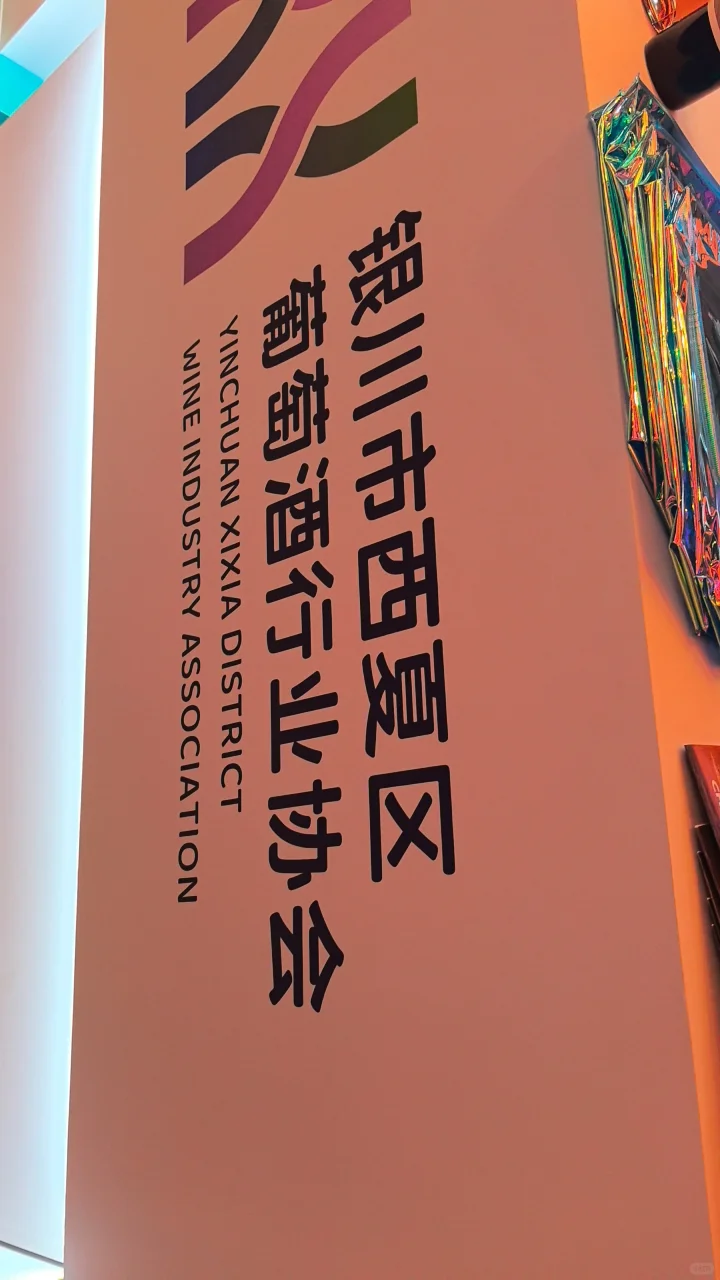 银川市西夏区
葡萄酒行业协会
YINCHUAN XIXIA DISTRICT
WINE INDUSTRY ASSOCIATION